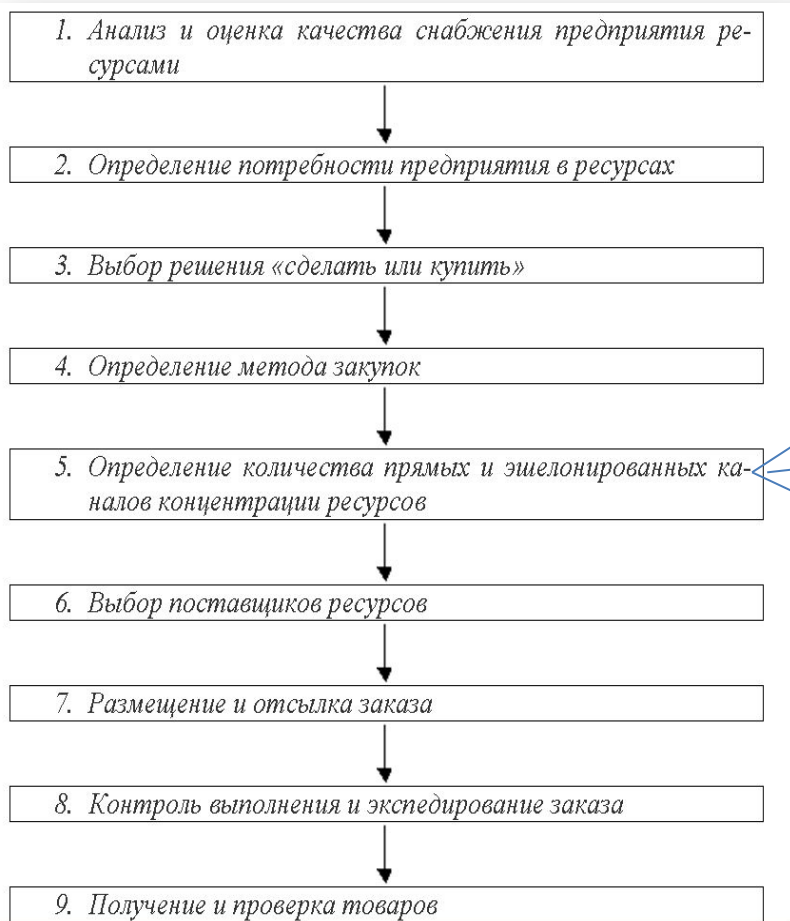 1. Анализ и оценка качества снабжения предприятия ре-
сурсами
2. Определение потребности предприятия в ресурсах
3. Выбор решения «сделать или купить»
4. Определение метода закупок
5. Определение количества прямых и эшелонированных ка-
налов концентрации ресурсов
6. Выбор поставщиков ресурсов
7. Размещение и отсылка заказа
8. Контроль выполнения и экспедирование заказа
9. Получение и проверка товаров